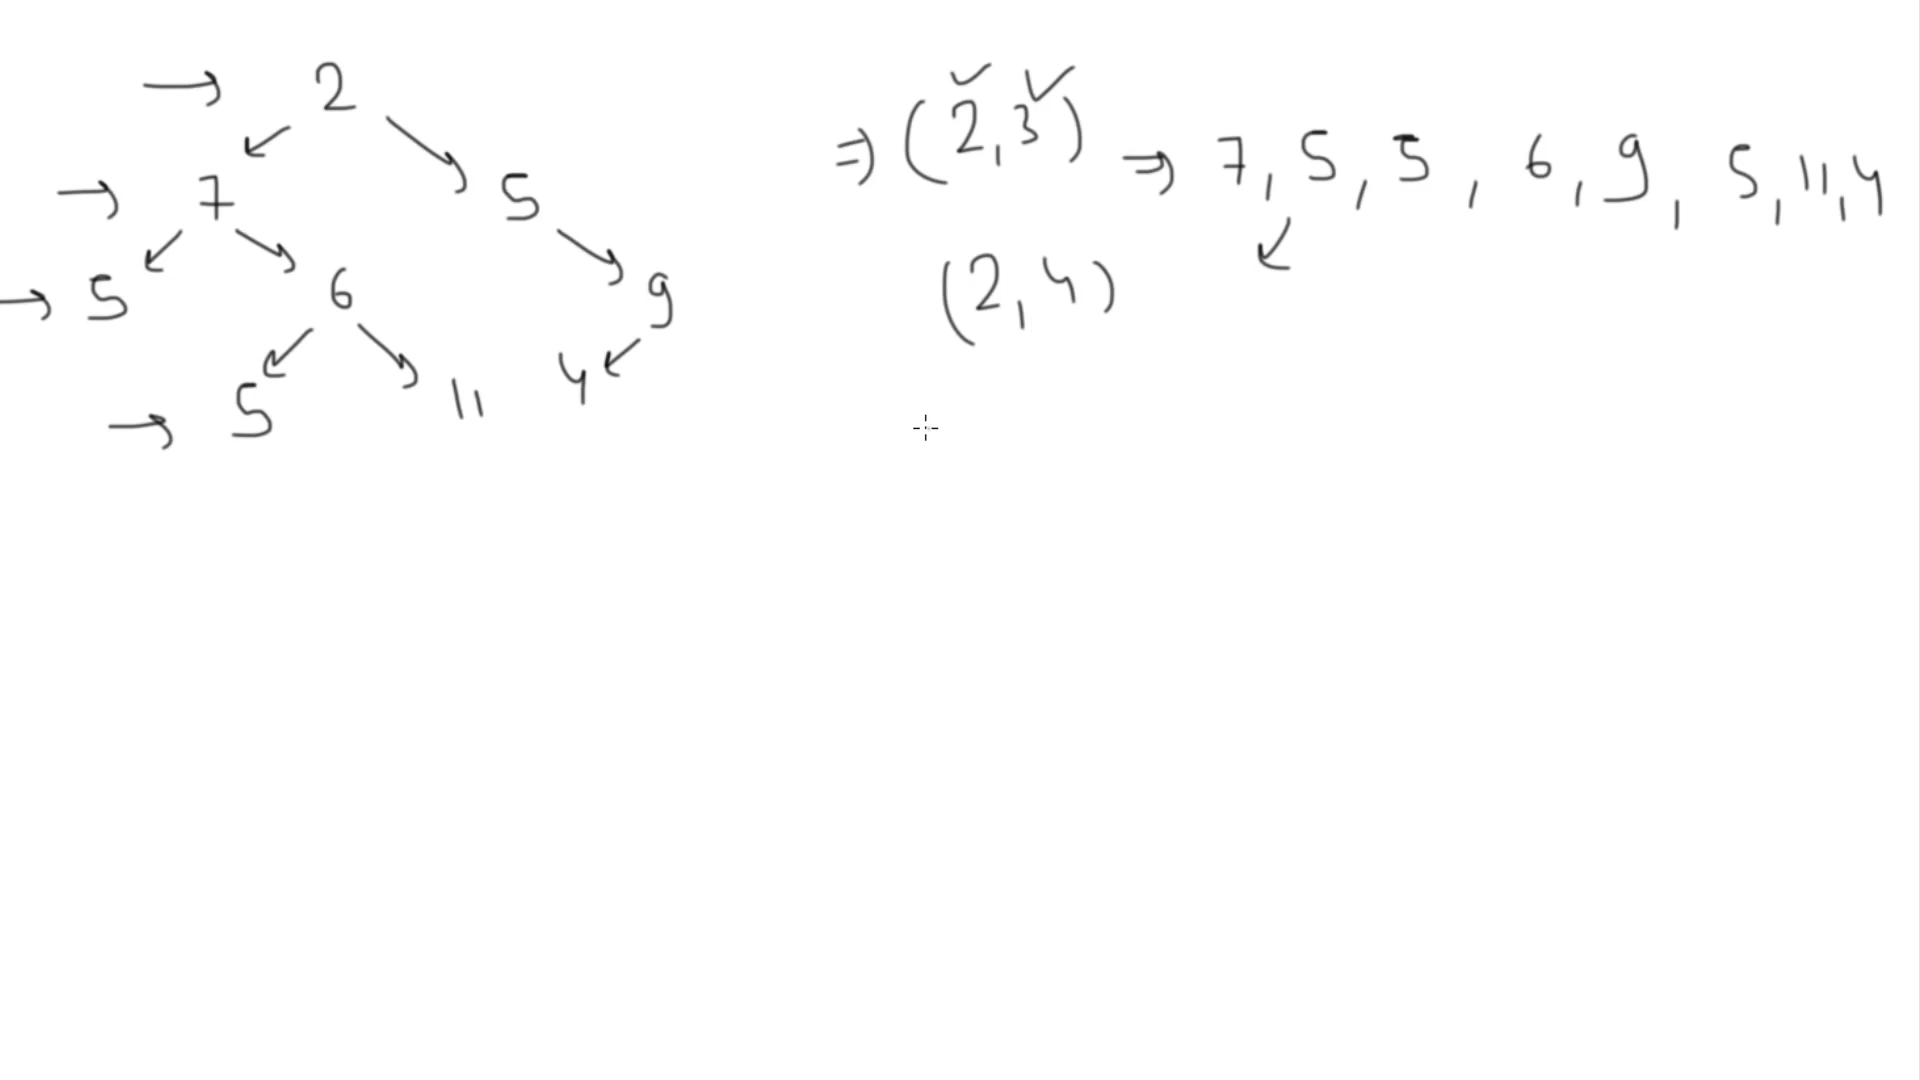 2
7 5
5 6 9
5 11 4
⇒ (2,3) ⇒ 7, 5, 5, 6, 9, 5, 11, 4
(2,4)